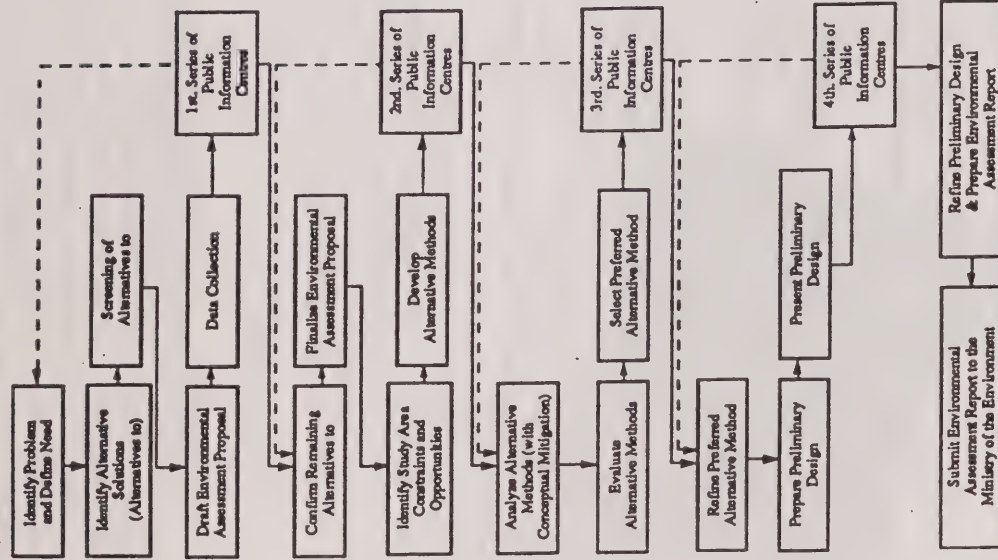 Identify Problem
and Define Need
Identify Alternative
Solutions
(Alternatives to)
Screening of
Alternatives to
Draft Environmental
Assessment Proposal
Data Collection
1st. Series of
Public
Information
Centres
Confirm Remaining
Alternatives to
Finalize Environmental
Assessment Proposal
Identify Study Area
Constraints and
Opportunities
Develop
Alternative Methods
2nd. Series of
Public
Information
Centres
Analyze Alternative
Methods (with
Conceptual Mitigation)
Evaluate
Alternative Methods
Select Preferred
Alternative Method
3rd. Series of
Public
Information
Centres
Refine Preferred
Alternative Method
Prepare Preliminary
Design
Present Preliminary
Design
4th. Series of
Public
Information
Centres
Refine Preliminary Design
& Prepare Environmental
Assessment Report
Submit Environmental
Assessment Report to the
Ministry of the Environment